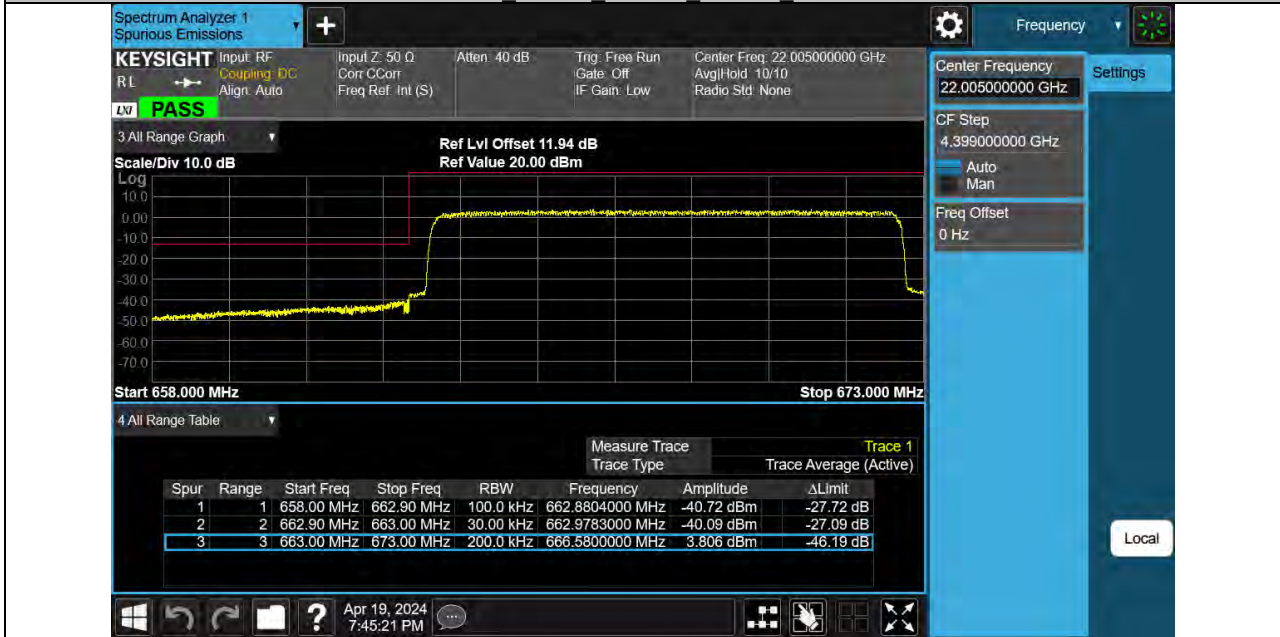 Spectrum Analyzer 1
Spurious Emissions
Frequency
KEYSIGHT
R L
LXI
PASS
Input: RF
Coupling: DC
Align: Auto
Input Z: 50 Ω
Corr CCorr
Freq Ref: Int (S)
Atten: 40 dB
Trig: Free Run
Gate: Off
IF Gain: Low
Center Freq: 22.005000000 GHz
Avg|Hold: 10/10
Radio Std: None
Center Frequency
22.005000000 GHz
Settings
CF Step
4.399000000 GHz
Auto
Man
Freq Offset
0 Hz
3 All Range Graph
Scale/Div 10.0 dB
Ref Lvl Offset 11.94 dB
Ref Value 20.00 dBm
Log
10.0
0.00
-10.0
-20.0
-30.0
-40.0
-50.0
-60.0
-70.0
Start 658.000 MHz
Stop 673.000 MHz
4 All Range Table
Measure Trace Trace 1
Trace Type Trace Average (Active)
Spur Range Start Freq Stop Freq RBW Frequency Amplitude ΔLimit
1 1 658.00 MHz 662.90 MHz 100.0 kHz 662.8804000 MHz -40.72 dBm -27.72 dB
2 2 662.90 MHz 663.00 MHz 30.00 kHz 662.9783000 MHz -40.09 dBm -27.09 dB
3 3 663.00 MHz 673.00 MHz 200.0 kHz 666.5800000 MHz 3.806 dBm -46.19 dB
Local
?
Apr 19, 2024
7:45:21 PM